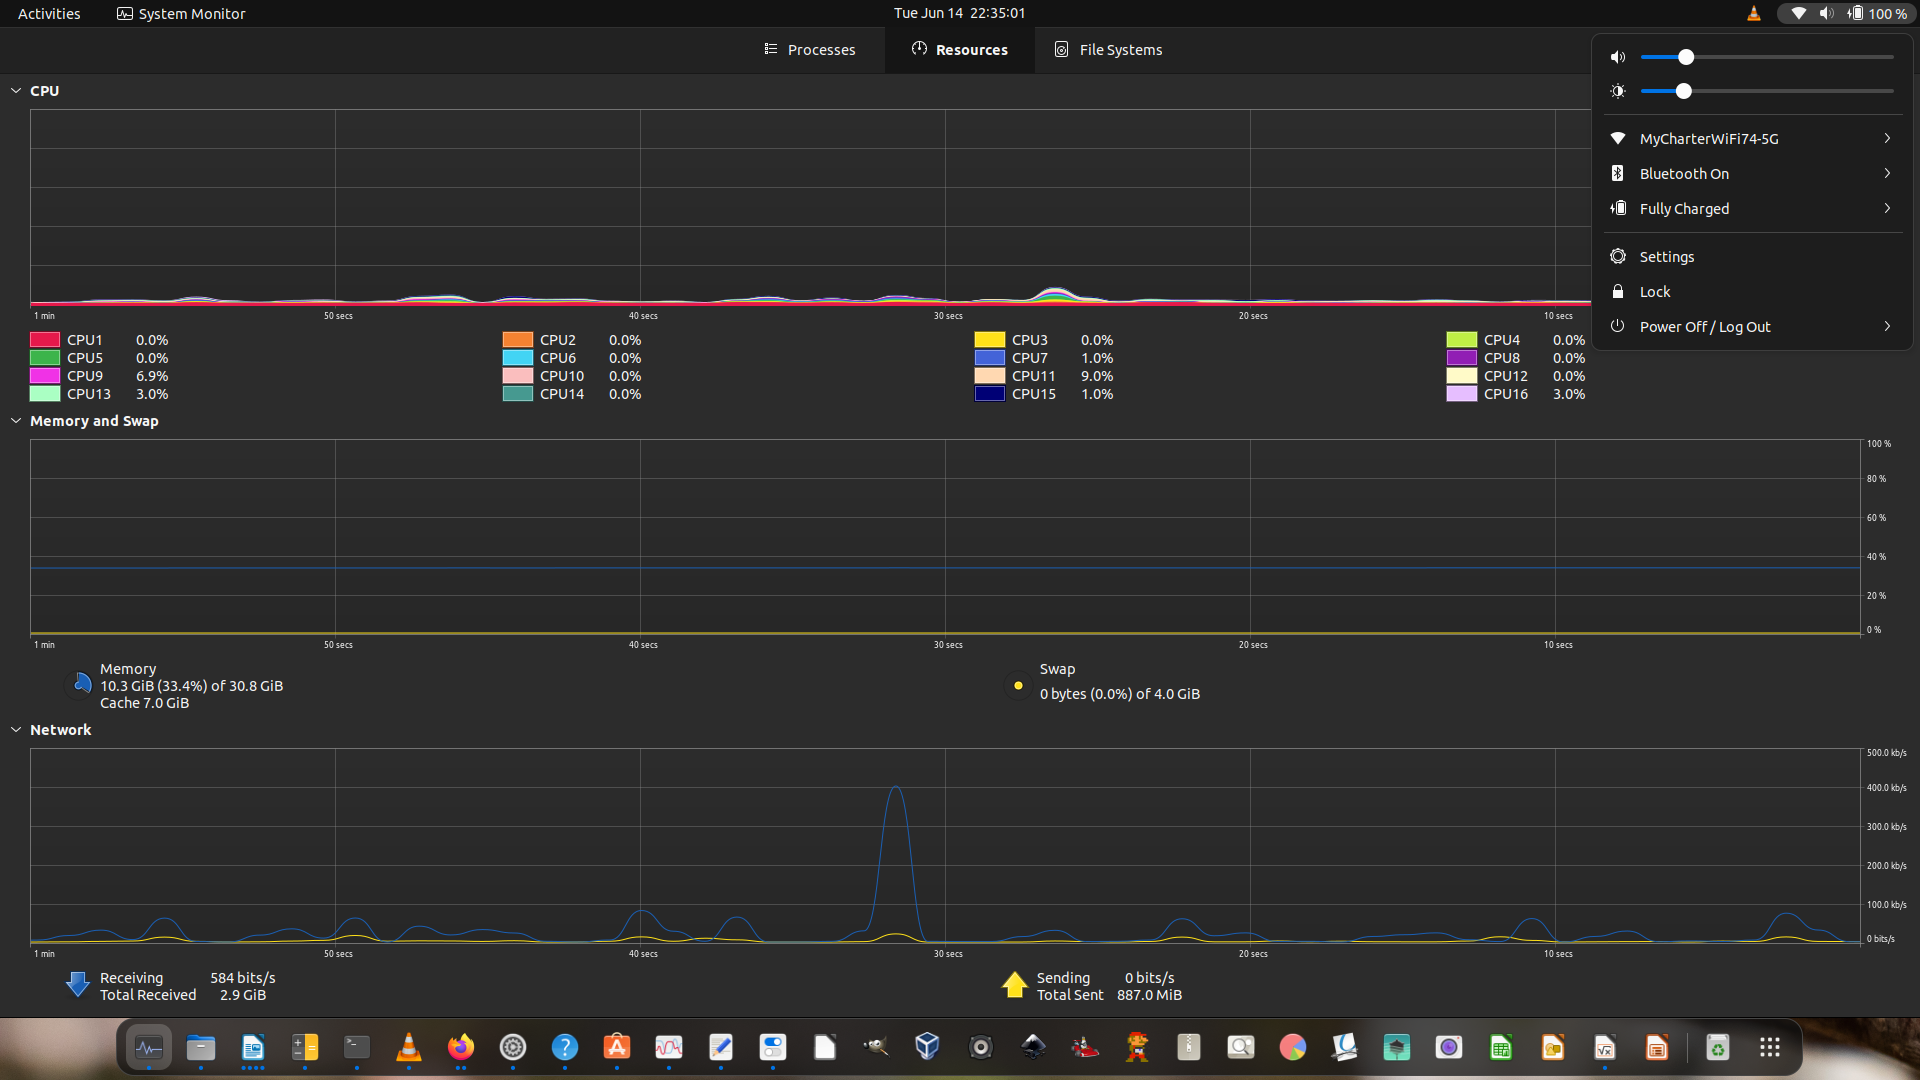 Activities
System Monitor
Tue Jun 14 22:35:01
100 %
Processes
Resources
File Systems
CPU
1 min
50 secs
40 secs
30 secs
20 secs
10 secs
CPU1 0.0%
CPU2 0.0%
CPU3 0.0%
CPU4 0.0%
CPU5 0.0%
CPU6 0.0%
CPU7 1.0%
CPU8 0.0%
CPU9 6.9%
CPU10 0.0%
CPU11 9.0%
CPU12 0.0%
CPU13 3.0%
CPU14 0.0%
CPU15 1.0%
CPU16 3.0%
MyCharterWiFi74-5G
Bluetooth On
Fully Charged
Settings
Lock
Power Off / Log Out
Memory and Swap
100 %
80 %
60 %
40 %
20 %
0 %
1 min
50 secs
40 secs
30 secs
20 secs
10 secs
Memory
10.3 GiB (33.4%) of 30.8 GiB
Cache 7.0 GiB
Swap
0 bytes (0.0%) of 4.0 GiB
Network
500.0 kb/s
400.0 kb/s
300.0 kb/s
200.0 kb/s
100.0 kb/s
0 bits/s
1 min
50 secs
40 secs
30 secs
20 secs
10 secs
Receiving 584 bits/s
Total Received 2.9 GiB
Sending 0 bits/s
Total Sent 887.0 MiB